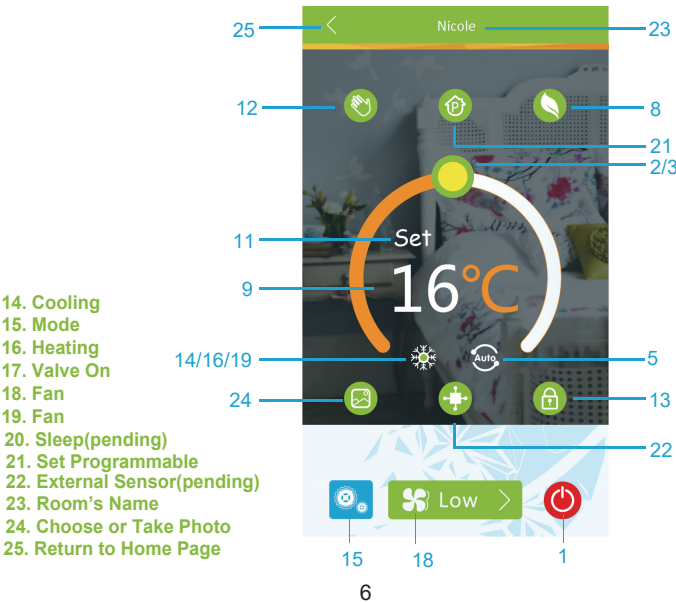 25
Nicole
23
12
P
8
21
2/3
11
Set
9
16°C
14. Cooling
15. Mode
16. Heating
17. Valve On
18. Fan
19. Fan
20. Sleep(pending)
21. Set Programmable
22. External Sensor(pending)
23. Room's Name
24. Choose or Take Photo
25. Return to Home Page
14/16/19
Auto
5
24
13
22
Low
15
18
1
6